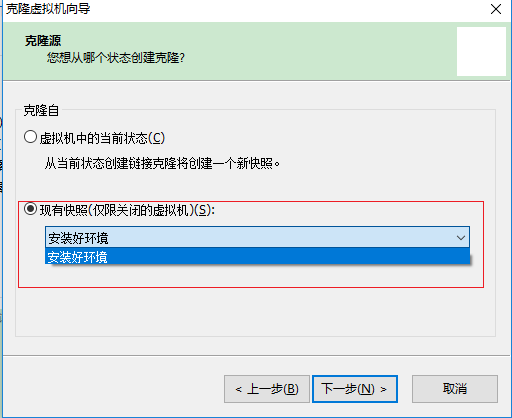 克隆虚拟机向导
克隆源
您想从哪个状态创建克隆?
克隆自
虚拟机中的当前状态(C)
从当前状态创建链接克隆将创建一个新快照。
现有快照(仅限关闭的虚拟机)(S):
安装好环境
安装好环境
< 上一步(B)
下一步(N) >
取消